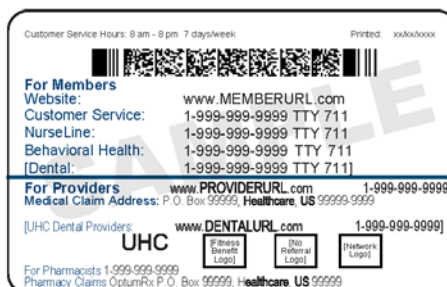 Customer Service Hours: 8 am - 8 pm 7 days/week Printed: xx/xx/xxxx
For Members
Website: www.MEMBERURL.com
Customer Service: 1-999-999-9999 TTY 711
NurseLine: 1-999-999-9999 TTY 711
Behavioral Health: 1-999-999-9999 TTY 711
[Dental: 1-999-999-9999 TTY 711]
SAMPLE
For Providers www.PROVIDERURL.com 1-999-999-9999
Medical Claim Address: P.O. Box 99999, Healthcare, US 99999-9999
[UHC Dental Providers: www.DENTALURL.com 1-999-999-9999]
UHC [Fitness Benefit Logo] [No Referral Logo] [Network Logo]
For Pharmacists 1-999-999-9999
Pharmacy Claims OptumRx P.O. Box 99999, Healthcare, US 99999